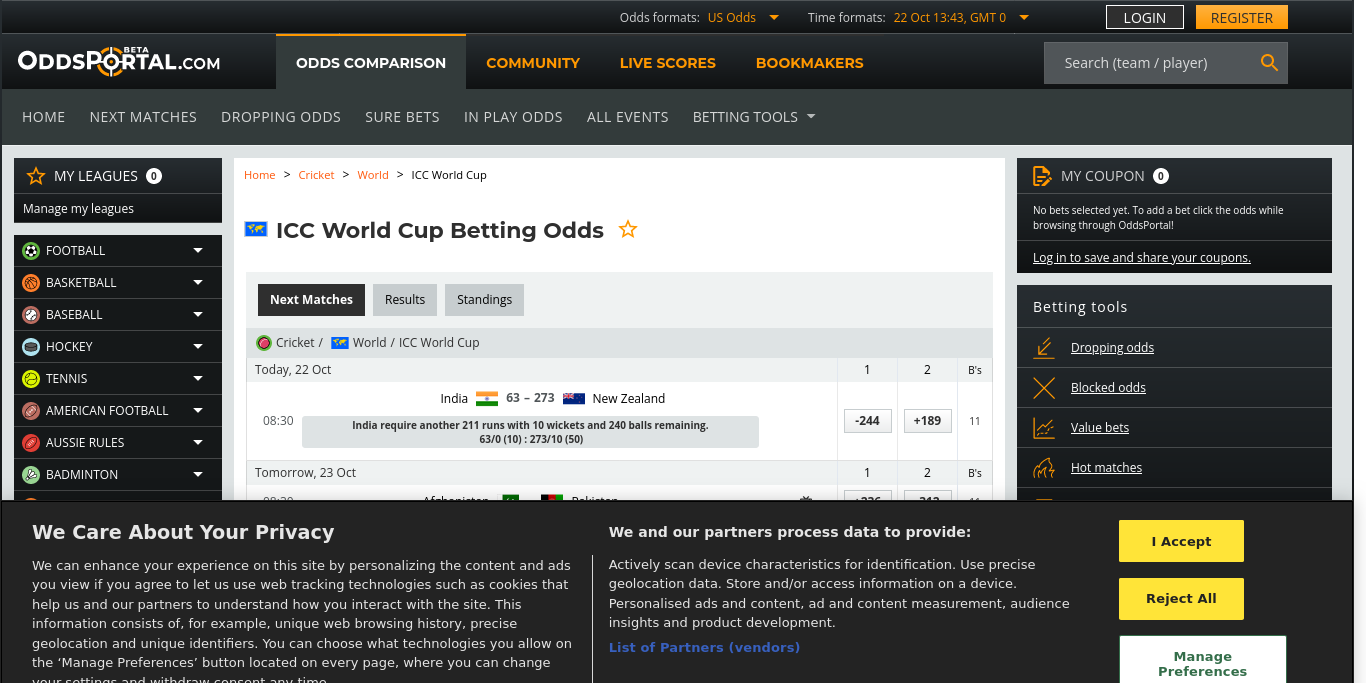 Odds formats: US Odds
Time formats: 22 Oct 13:43, GMT 0
LOGIN
REGISTER
ODDSPORTAL.COM
BETA
ODDS COMPARISON
COMMUNITY
LIVE SCORES
BOOKMAKERS
Search (team / player)
HOME
NEXT MATCHES
DROPPING ODDS
SURE BETS
IN PLAY ODDS
ALL EVENTS
BETTING TOOLS
MY LEAGUES 0
Manage my leagues
FOOTBALL
BASKETBALL
BASEBALL
HOCKEY
TENNIS
AMERICAN FOOTBALL
AUSSIE RULES
BADMINTON
Home > Cricket > World > ICC World Cup
ICC World Cup Betting Odds
Next Matches
Results
Standings
Cricket / World / ICC World Cup
Today, 22 Oct 1 2 B's
India 63 – 273 New Zealand
08:30
India require another 211 runs with 10 wickets and 240 balls remaining.
63/0 (10) : 273/10 (50)
-244 +189 11
Tomorrow, 23 Oct 1 2 B's
MY COUPON 0
No bets selected yet. To add a bet click the odds while
browsing through OddsPortal!
Log in to save and share your coupons.
Betting tools
Dropping odds
Blocked odds
Value bets
Hot matches
We Care About Your Privacy
We can enhance your experience on this site by personalizing the content and ads
you view if you agree to let us use web tracking technologies such as cookies that
help us and our partners to understand how you interact with the site. This
information consists of, for example, unique web browsing history, precise
geolocation and unique identifiers. You can choose what technologies you allow on
the ‘Manage Preferences’ button located on every page, where you can change
your settings and withdraw consent any time.
We and our partners process data to provide:
Actively scan device characteristics for identification. Use precise
geolocation data. Store and/or access information on a device.
Personalised ads and content, ad and content measurement, audience
insights and product development.
List of Partners (vendors)
I Accept
Reject All
Manage
Preferences